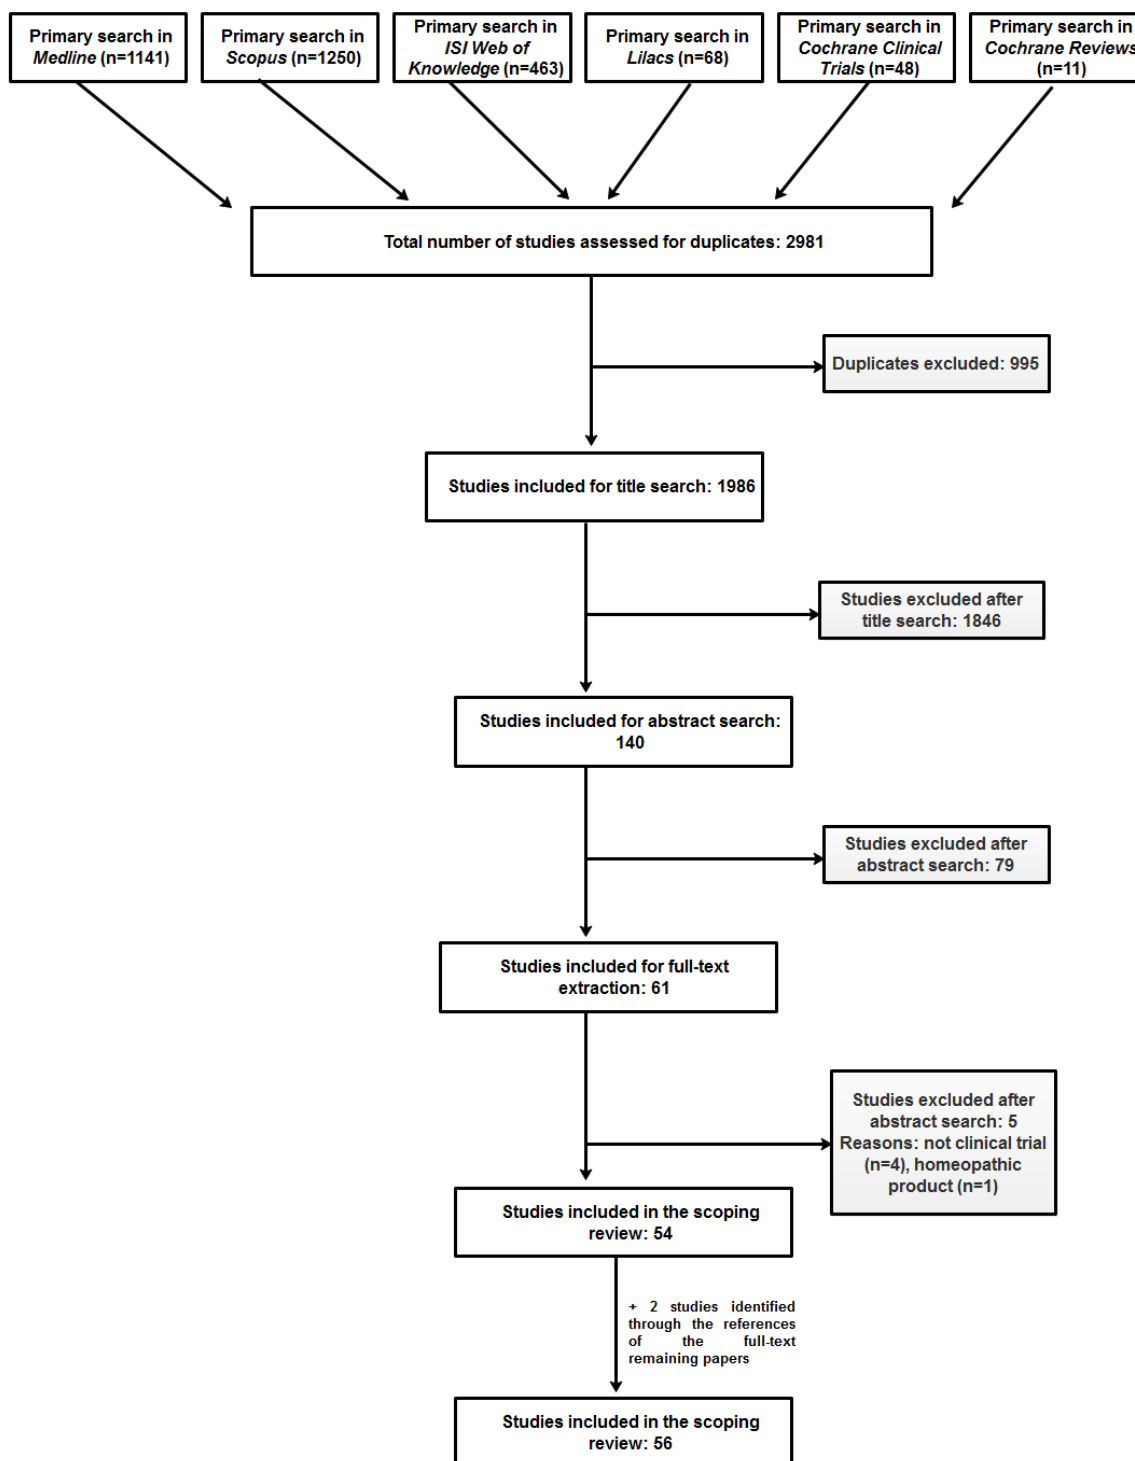 Primary search in
Medline (n=1141)
Primary search in
Scopus (n=1250)
Primary search in
ISI Web of
Knowledge (n=463)
Primary search in
Lilacs (n=68)
Primary search in
Cochrane Clinical
Trials (n=48)
Primary search in
Cochrane Reviews
(n=11)
Total number of studies assessed for duplicates: 2981
Duplicates excluded: 995
Studies included for title search: 1986
Studies excluded after
title search: 1846
Studies included for abstract search:
140
Studies excluded after
abstract search: 79
Studies included for full-text
extraction: 61
Studies excluded after
abstract search: 5
Reasons: not clinical trial
(n=4), homeopathic
product (n=1)
Studies included in the scoping
review: 54
+ 2 studies identified
through the references
of the full-text
remaining papers
Studies included in the scoping
review: 56